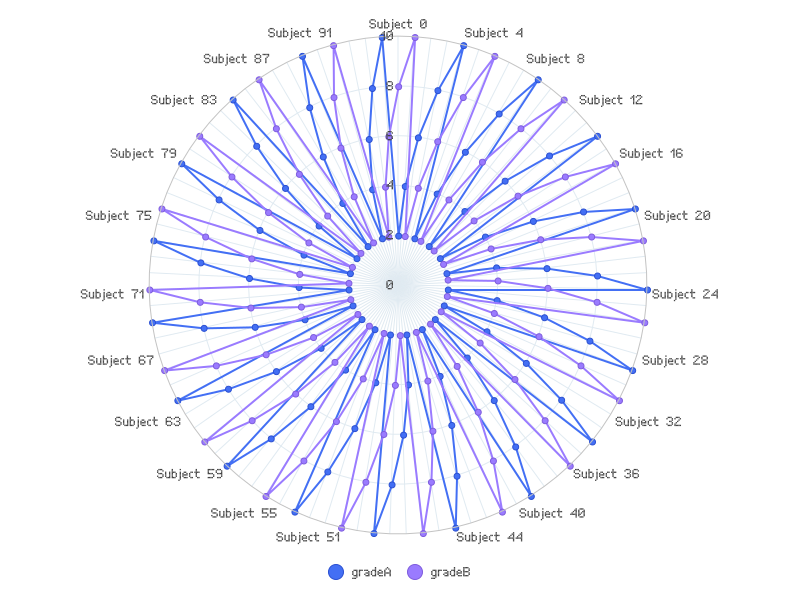 Subject 0
Subject 4
Subject 8
Subject 12
Subject 16
Subject 20
Subject 24
Subject 28
Subject 32
Subject 36
Subject 40
Subject 44
Subject 51
Subject 55
Subject 59
Subject 63
Subject 67
Subject 71
Subject 75
Subject 79
Subject 83
Subject 87
Subject 91
10
8
6
4
2
0
gradeA
gradeB